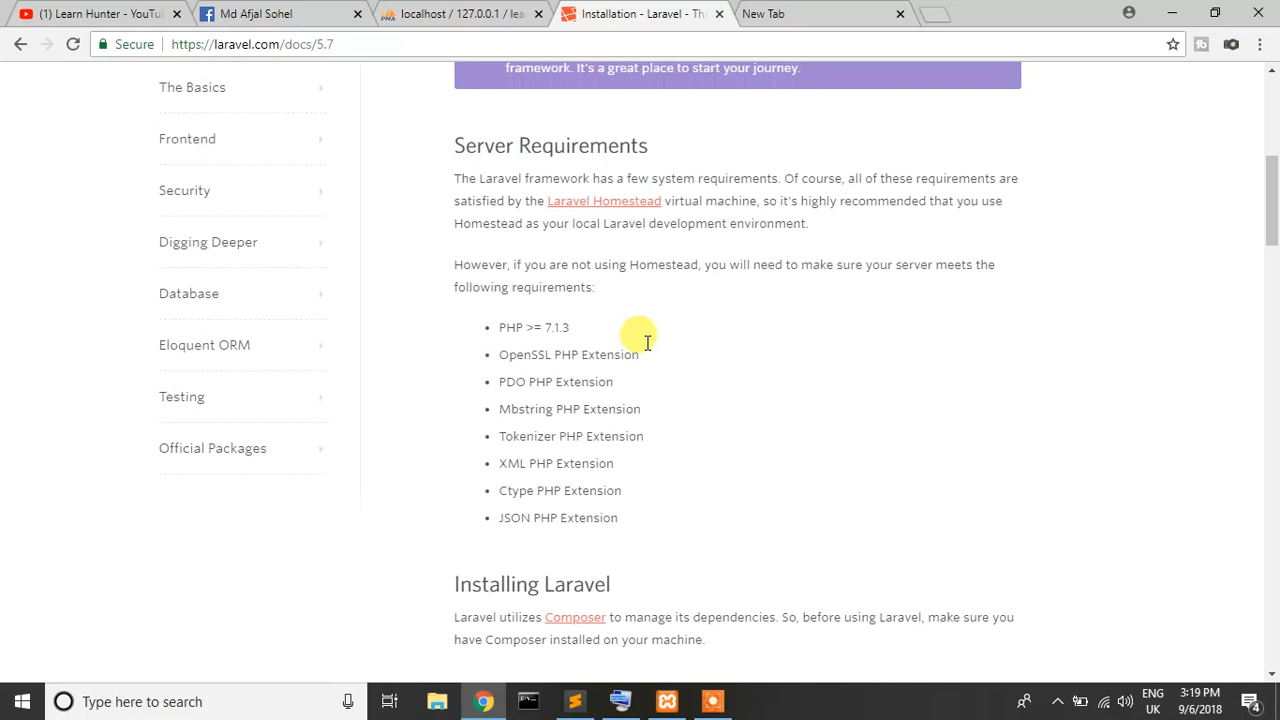 (1) Learn Hunter - YouTu
Md Afjal Sohel
localhost / 127.0.0.1 / lea
Installation - Laravel - The
New Tab
Secure
https://laravel.com/docs/5.7
framework. It's a great place to start your journey.
The Basics
Frontend
Security
Digging Deeper
Database
Eloquent ORM
Testing
Official Packages
Server Requirements
The Laravel framework has a few system requirements. Of course, all of these requirements are
satisfied by the Laravel Homestead virtual machine, so it's highly recommended that you use
Homestead as your local Laravel development environment.
However, if you are not using Homestead, you will need to make sure your server meets the
following requirements:
PHP >= 7.1.3
OpenSSL PHP Extension
PDO PHP Extension
Mbstring PHP Extension
Tokenizer PHP Extension
XML PHP Extension
Ctype PHP Extension
JSON PHP Extension
Installing Laravel
Laravel utilizes Composer to manage its dependencies. So, before using Laravel, make sure you
have Composer installed on your machine.
Type here to search
ENG
UK
3:19 PM
9/6/2018
4